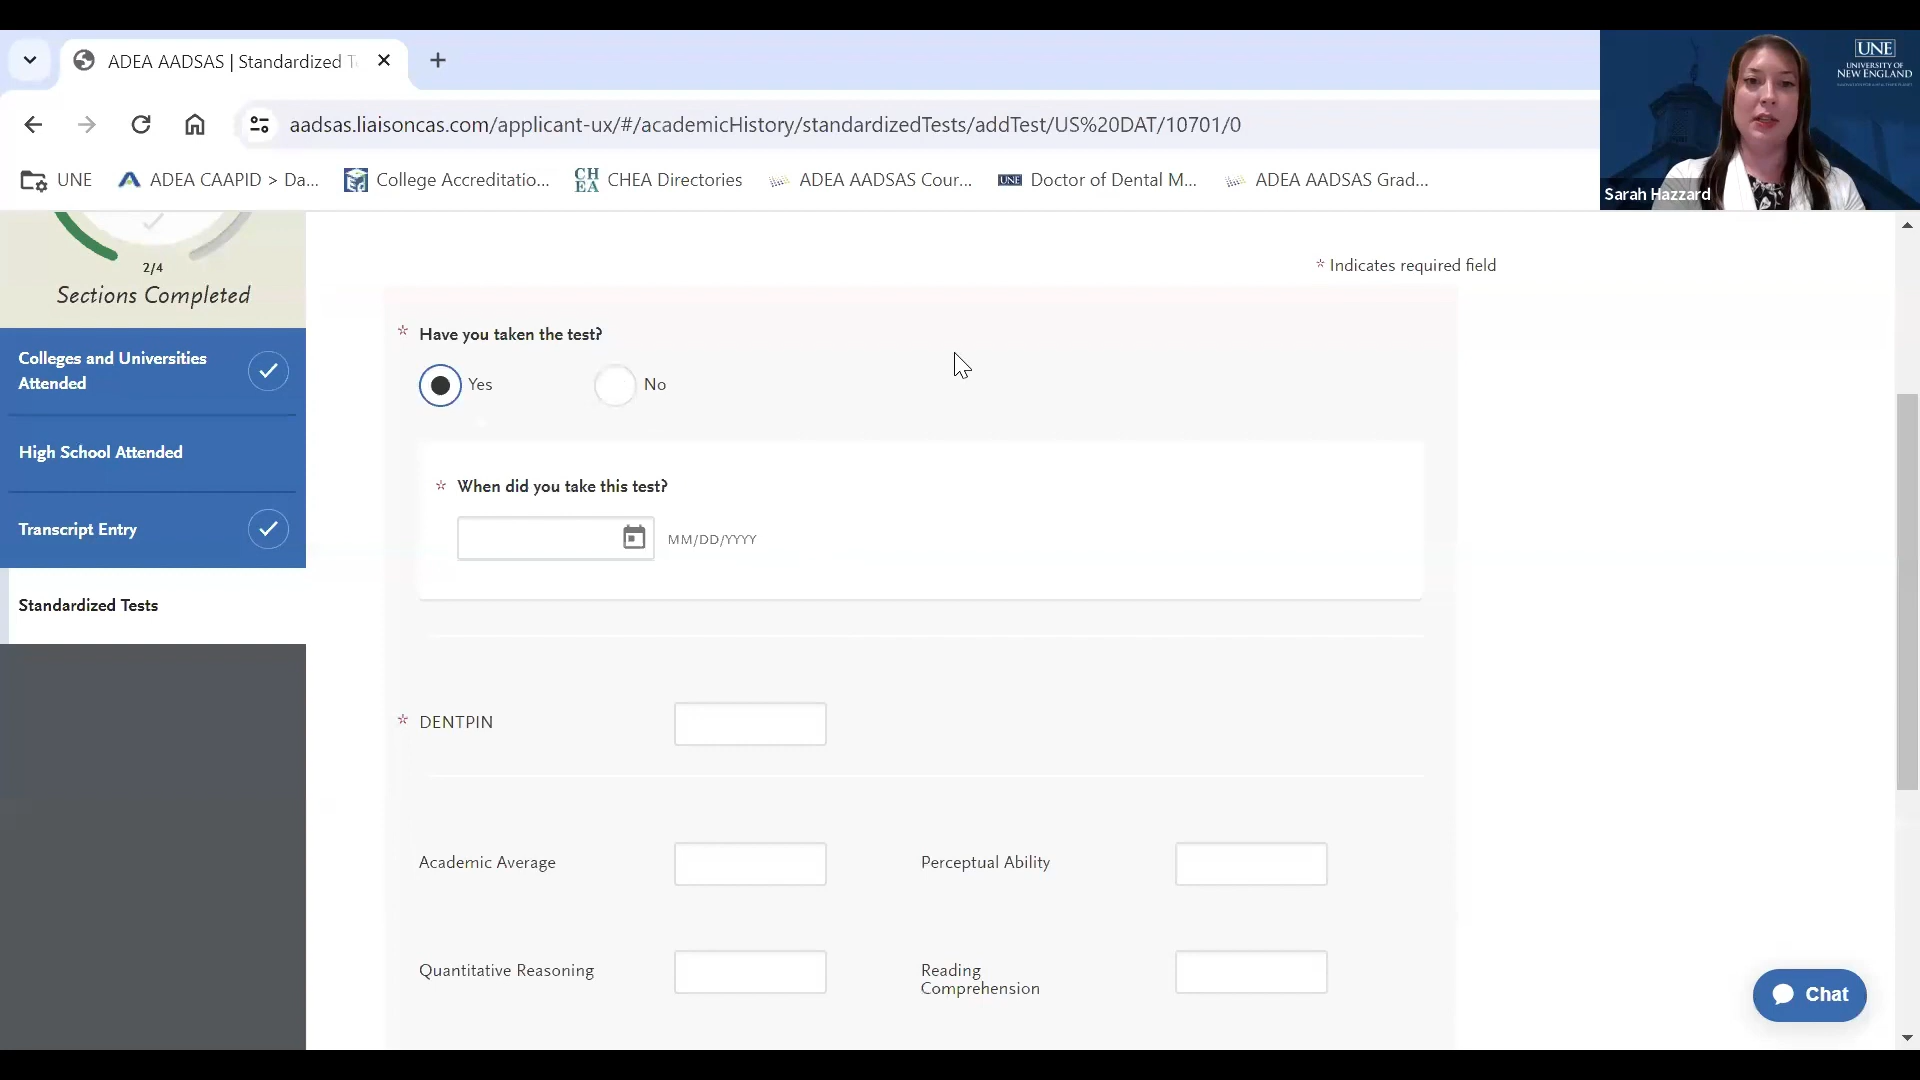 ADEA AADSAS | Standardized T
aadsas.liaisoncas.com/applicant-ux/#/academicHistory/standardizedTests/addTest/US%20DAT/10701/0
UNE
ADEA CAAPID > Da...
College Accreditatio...
CHEA
CHEA Directories
ADEA AADSAS Cour...
UNE
Doctor of Dental M...
ADEA AADSAS Grad...
UNE
UNIVERSITY OF
NEW ENGLAND
Sarah Hazzard
2/4
Sections Completed
Colleges and Universities
Attended
High School Attended
Transcript Entry
Standardized Tests
* Indicates required field
* Have you taken the test?
Yes
No
* When did you take this test?
MM/DD/YYYY
* DENTPIN
Academic Average
Perceptual Ability
Quantitative Reasoning
Reading
Comprehension
Chat